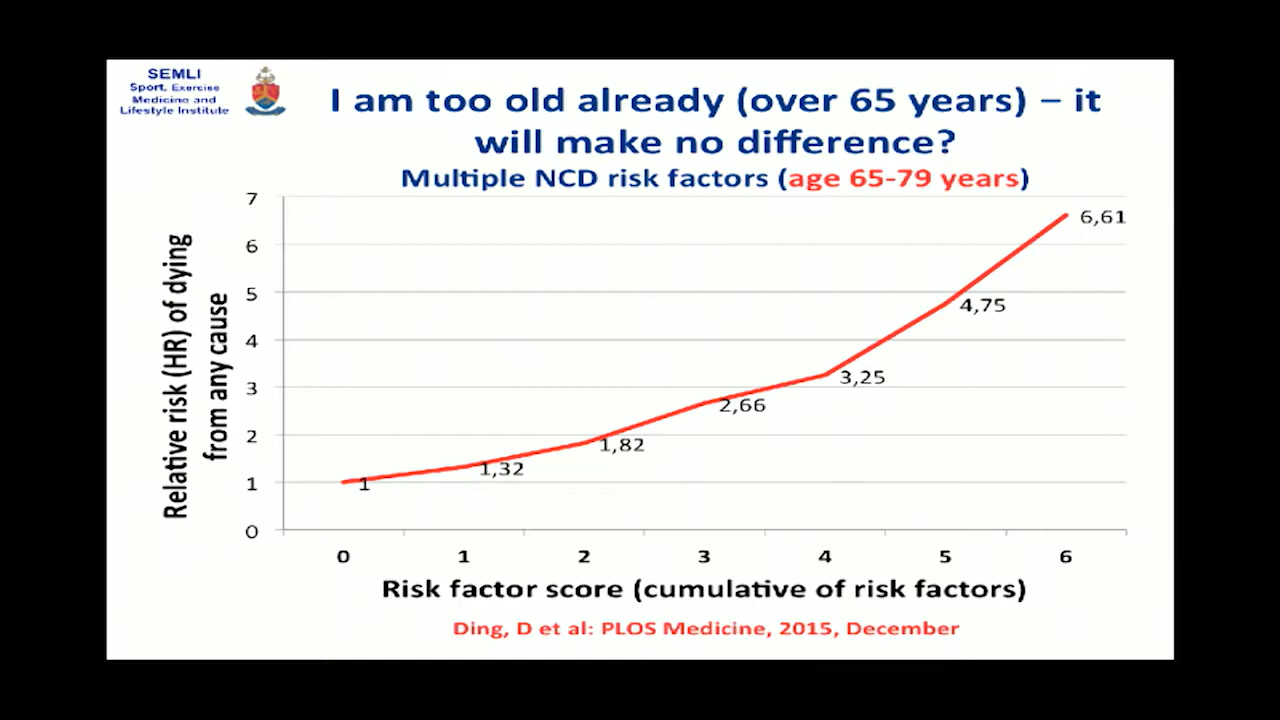 SEMLI
Sport, Exercise
Medicine and
Lifestyle Institute
I am too old already (over 65 years) – it
will make no difference?
Multiple NCD risk factors (age 65-79 years)
Relative risk (HR) of dying
from any cause
7
6
5
4
3
2
1
0
1
1,32
1,82
2,66
3,25
4,75
6,61
0 1 2 3 4 5 6
Risk factor score (cumulative of risk factors)
Ding, D et al: PLOS Medicine, 2015, December